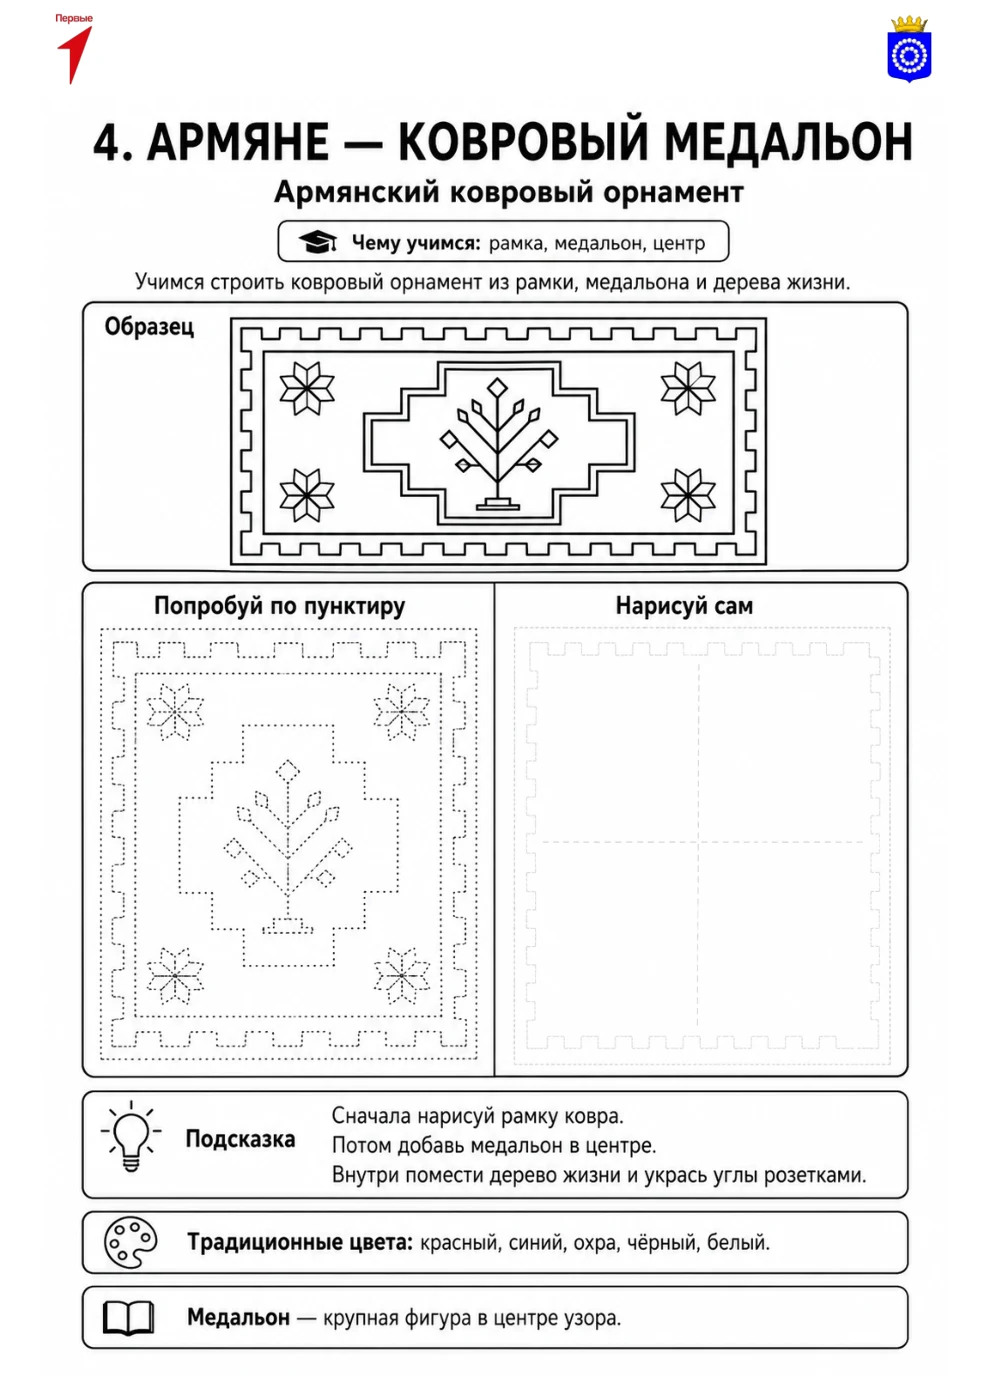 Первые
4. АРМЯНЕ — КОВРОВЫЙ МЕДАЛЬОН
Армянский ковровый орнамент
Чему учимся: рамка, медальон, центр
Учимся строить ковровый орнамент из рамки, медальона и дерева жизни.
Образец
Попробуй по пунктиру
Нарисуй сам
Подсказка
Сначала нарисуй рамку ковра.
Потом добавь медальон в центре.
Внутри помести дерево жизни и укрась углы розетками.
Традиционные цвета: красный, синий, охра, чёрный, белый.
Медальон — крупная фигура в центре узора.